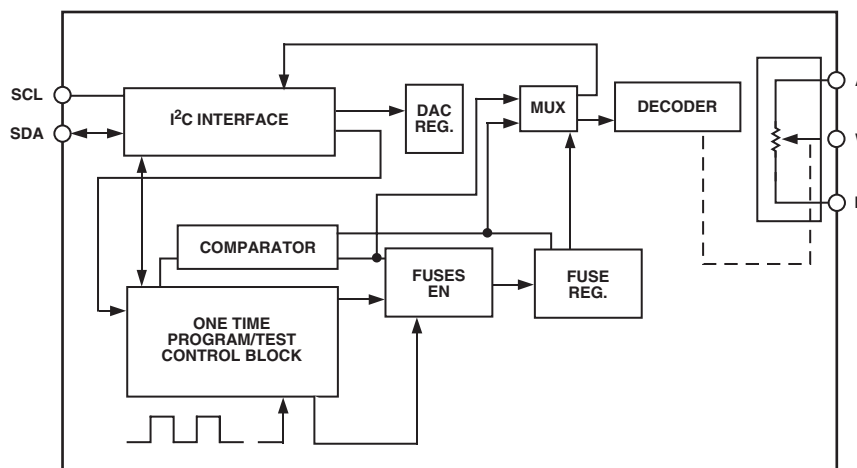 SCL
SDA
I²C INTERFACE
DAC
REG.
MUX
DECODER
COMPARATOR
FUSES
EN
FUSE
REG.
ONE TIME
PROGRAM/TEST
CONTROL BLOCK